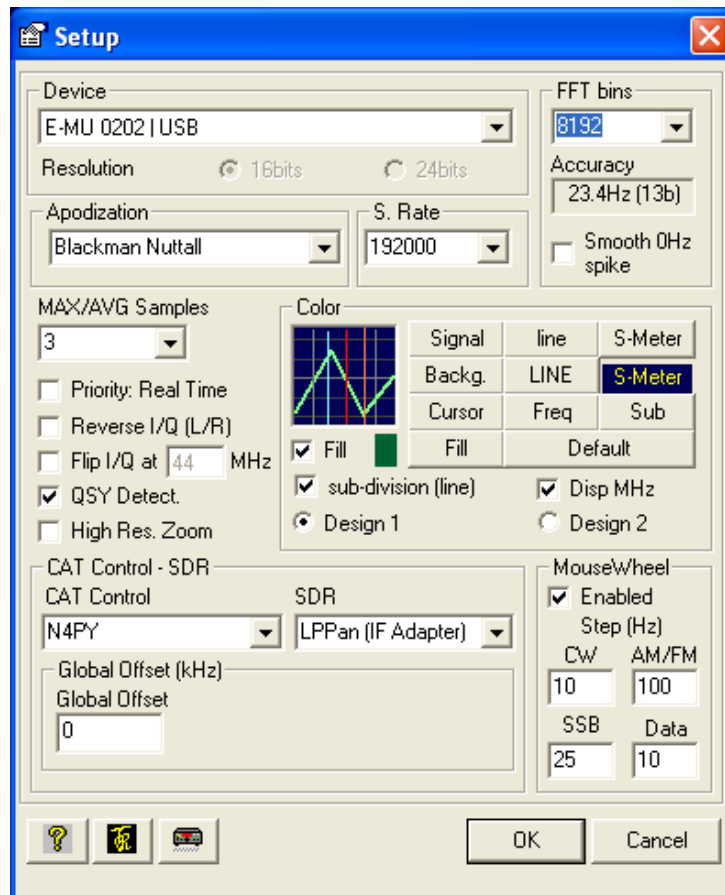 Setup
Device
E-MU 0202 | USB
Resolution 16bits 24bits
FFT bins
8192
Accuracy
23.4Hz (13b)
Smooth 0Hz
spike
Apodization
Blackman Nuttall
S. Rate
192000
MAX/AVG Samples
3
Priority: Real Time
Reverse I/Q (L/R)
Flip I/Q at 44 MHz
QSY Detect.
High Res. Zoom
Color
Signal line S-Meter
Backg. LINE S-Meter
Cursor Freq Sub
Fill Fill Default
sub-division (line) Disp MHz
Design 1 Design 2
CAT Control - SDR
CAT Control SDR
N4PY LPPan (IF Adapter)
Global Offset (kHz)
Global Offset
0
MouseWheel
Enabled
Step (Hz)
CW AM/FM
10 100
SSB Data
25 10
? OK Cancel